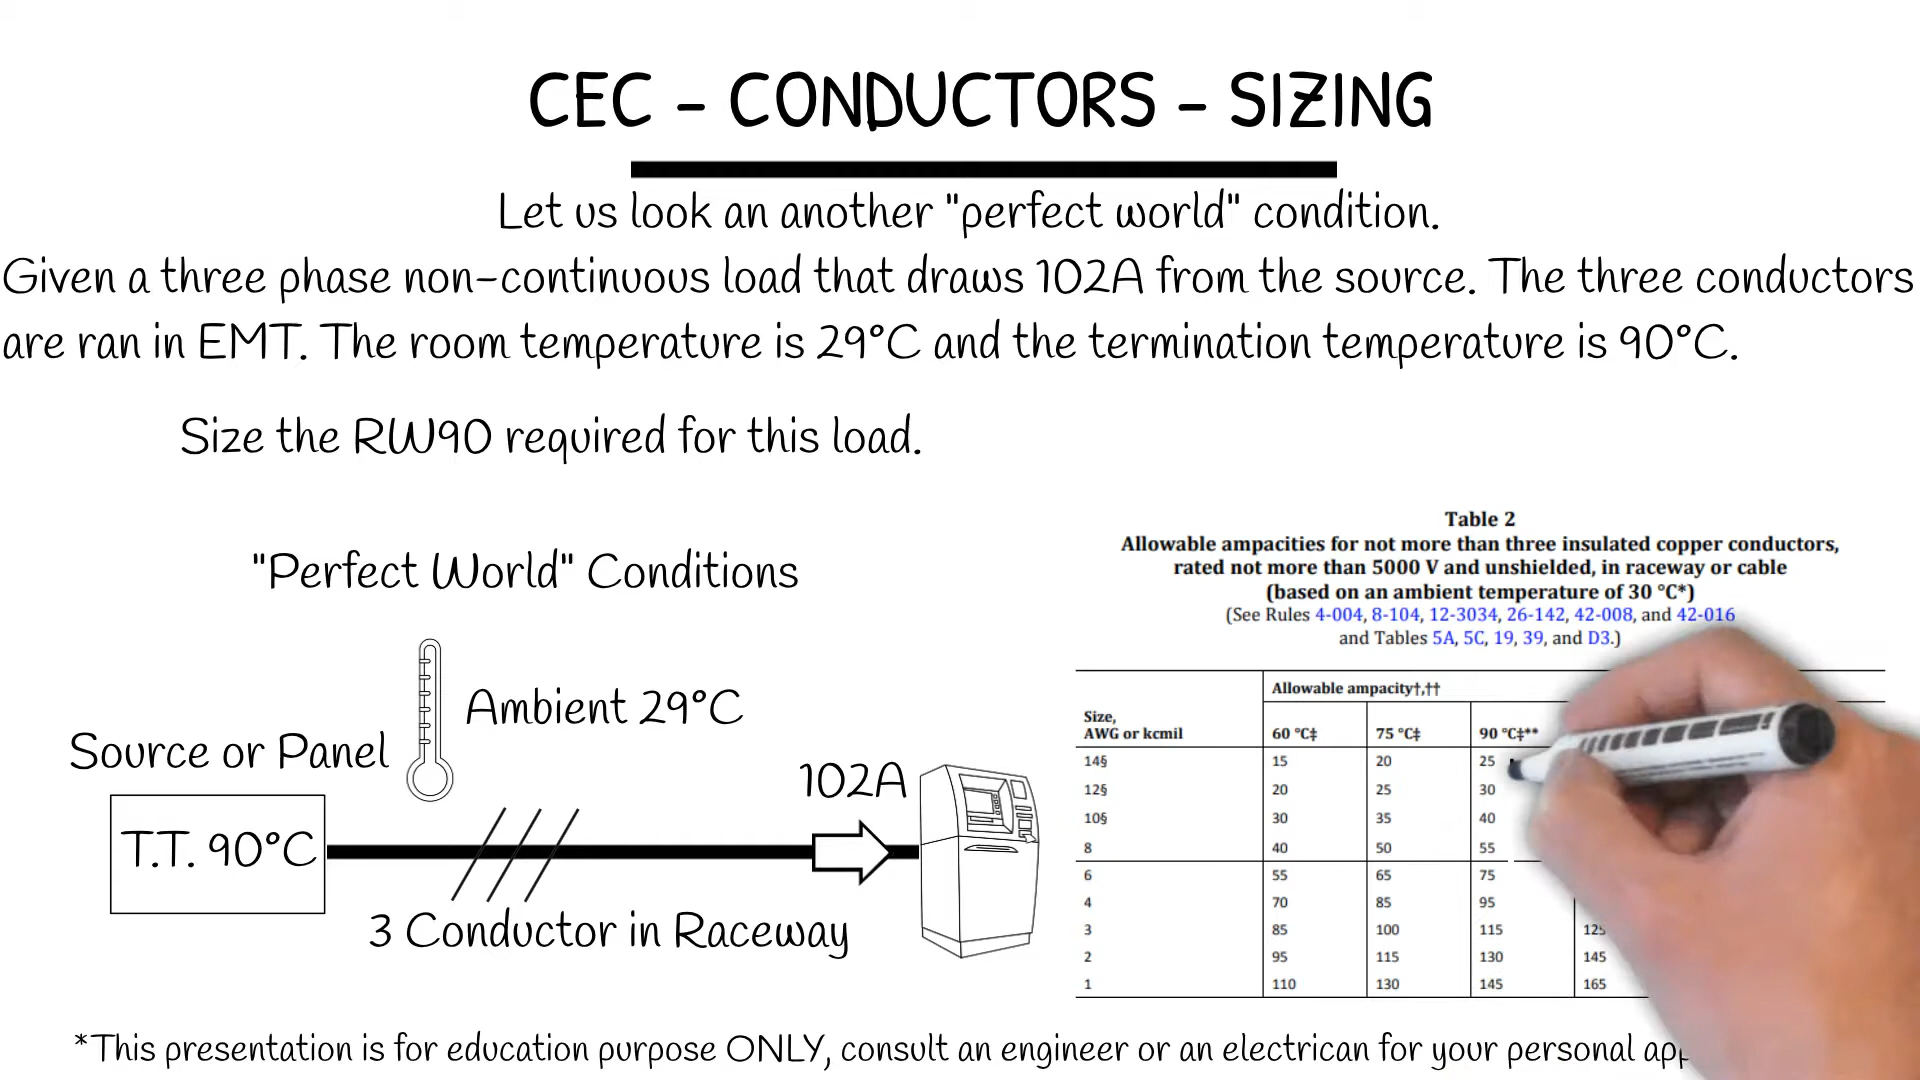 CEC - CONDUCTORS - SIZING
Let us look an another "perfect world" condition.
Given a three phase non-continuous load that draws 102A from the source. The three conductors
are ran in EMT. The room temperature is 29°C and the termination temperature is 90°C.
Size the RW90 required for this load.
"Perfect World" Conditions
Ambient 29°C
Source or Panel
102A
T.T. 90°C
3 Conductor in Raceway
Table 2
Allowable ampacities for not more than three insulated copper conductors,
rated not more than 5000 V and unshielded, in raceway or cable
(based on an ambient temperature of 30 °C*)
(See Rules 4-004, 8-104, 12-3034, 26-142, 42-008, and 42-016
and Tables 5A, 5C, 19, 39, and D3.)
Allowable ampacity†,††
Size,
AWG or kcmil 60 °C‡ 75 °C‡ 90 °C‡**
14§ 15 20 25
12§ 20 25 30
10§ 30 35 40
8 40 50 55
6 55 65 75
4 70 85 95
3 85 100 115 125
2 95 115 130 145
1 110 130 145 165
*This presentation is for education purpose ONLY, consult an engineer or an electrican for your personal